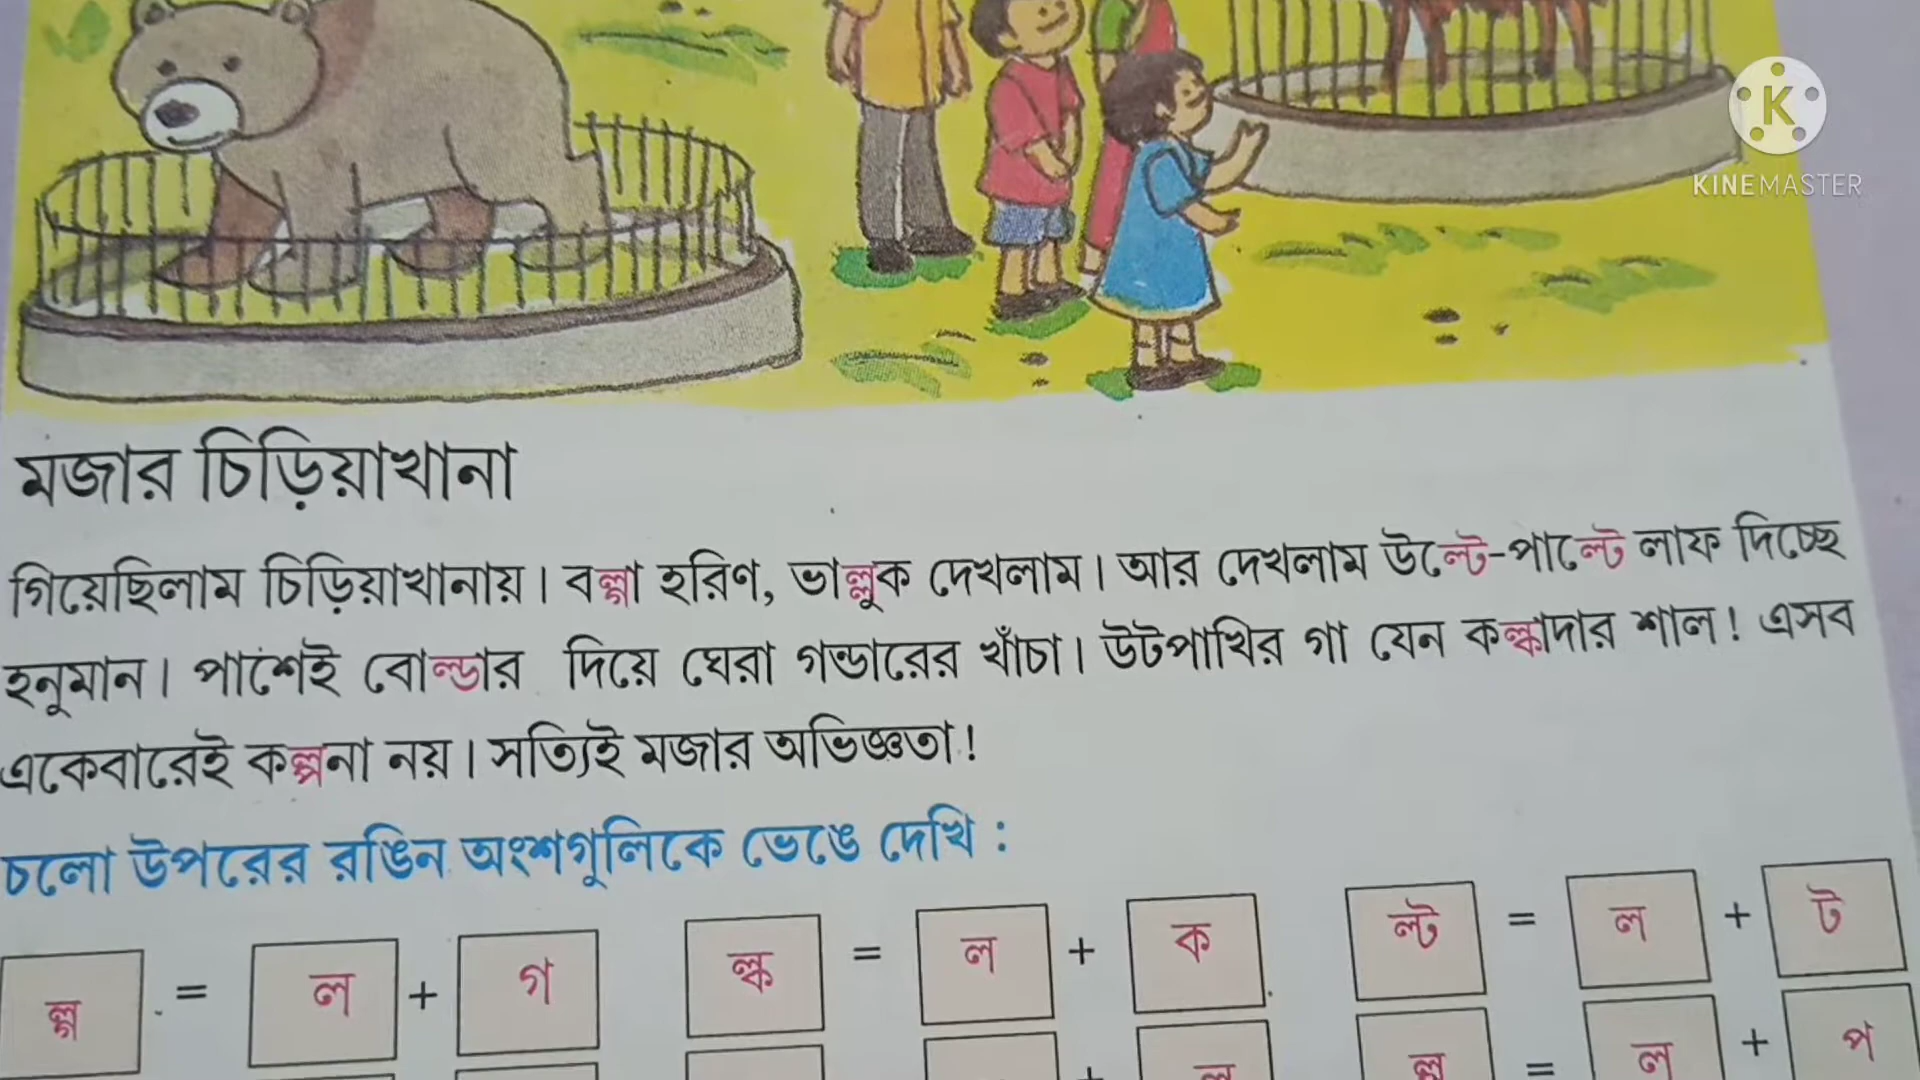 KINEMASTER
মজার চিড়িয়াখানা
গিয়েছিলাম চিড়িয়াখানায়। বল্গা হরিণ, ভাল্লুক দেখলাম। আর দেখলাম উল্টে-পাল্টে লাফ দিচ্ছে
হনুমান। পাশেই বোল্ডার দিয়ে ঘেরা গন্ডারের খাঁচা। উটপাখির গা যেন কল্কাদার শাল! এসব
একেবারেই কল্পনা নয়। সত্যিই মজার অভিজ্ঞতা!
চলো উপরের রঙিন অংশগুলিকে ভেঙে দেখি :
ল্গ = ল + গ ল্ক = ল + ক ল্ট = ল + ট
ল্প = ল + প